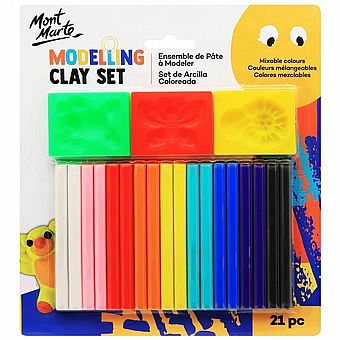 Mont
Marte
MODELLING
CLAY SET
Ensemble de Pâte
à Modeler
Set de Arcilla
Coloreada
Mixable colours
Couleurs mélangeables
Colores mezclables
21 pc